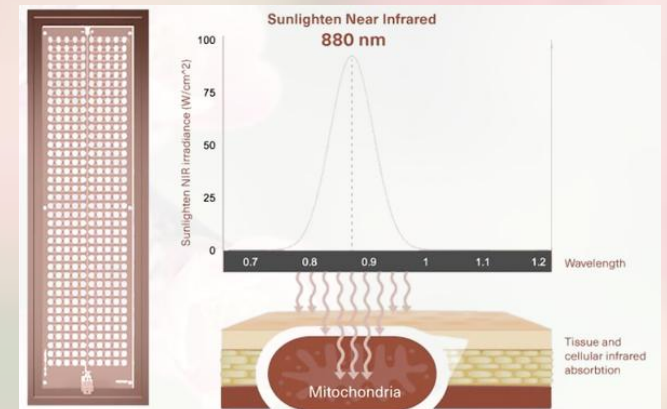 Sunlighten Near Infrared
880 nm
Sunlighten NIR irradiance (W/cm^2)
100
75
50
25
0
0.7 0.8 0.9 1 1.1 1.2 Wavelength
Tissue and
cellular infrared
absorbtion
Mitochondria